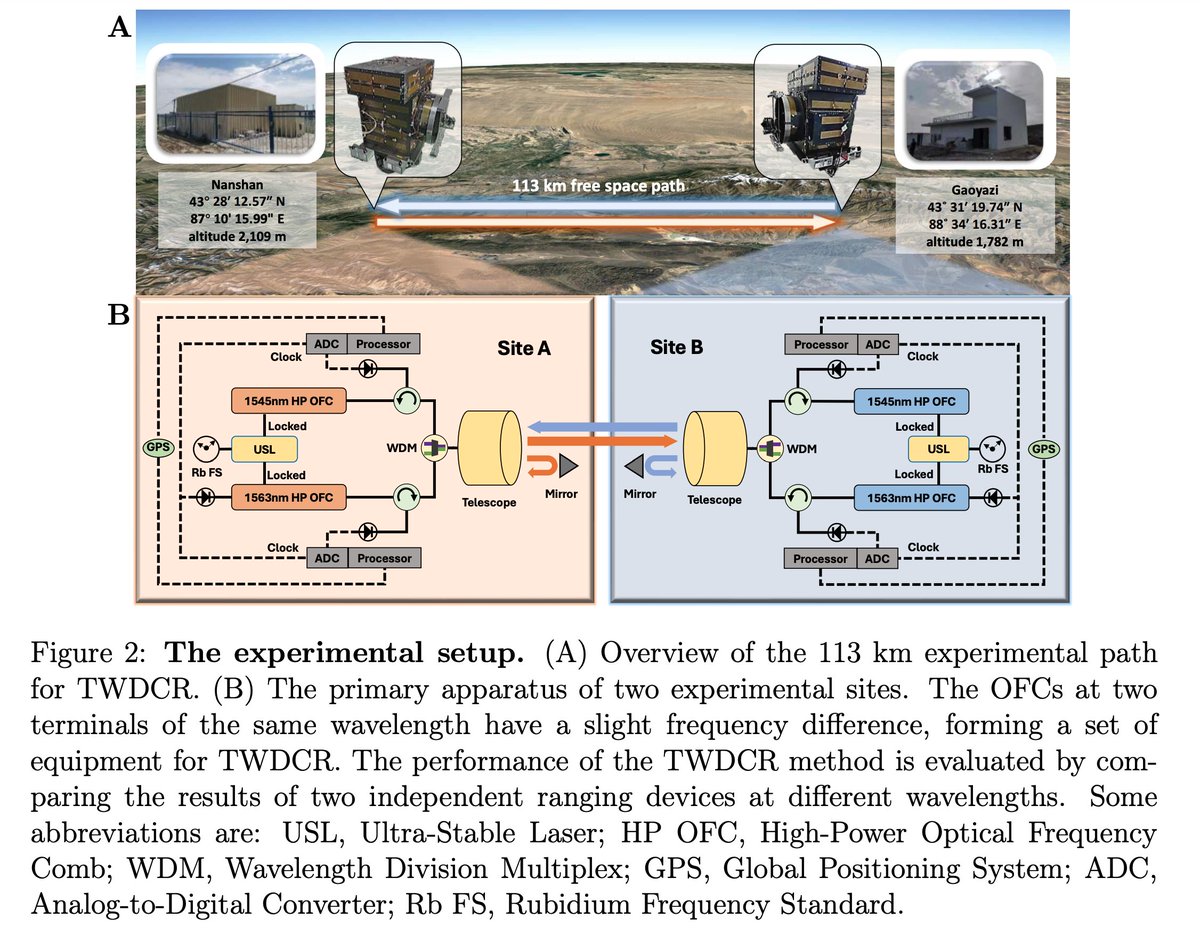 A
Nanshan
43° 28′ 12.57″ N
87° 10' 15.99" E
altitude 2,109 m
113 km free space path
Gaoyazi
43˚ 31′ 19.74″ N
88˚ 34′ 16.31″ E
altitude 1,782 m
B
Site A
ADC Processor
Clock
1545nm HP OFC
Locked
GPS
Rb FS
USL
WDM
Locked
1563nm HP OFC
Telescope
Mirror
Clock
ADC Processor
Site B
Processor ADC
Clock
1545nm HP OFC
Locked
WDM
USL
Rb FS
GPS
Locked
1563nm HP OFC
Mirror
Telescope
Clock
Processor ADC
Figure 2: The experimental setup. (A) Overview of the 113 km experimental path
for TWDCR. (B) The primary apparatus of two experimental sites. The OFCs at two
terminals of the same wavelength have a slight frequency difference, forming a set of
equipment for TWDCR. The performance of the TWDCR method is evaluated by com-
paring the results of two independent ranging devices at different wavelengths. Some
abbreviations are: USL, Ultra-Stable Laser; HP OFC, High-Power Optical Frequency
Comb; WDM, Wavelength Division Multiplex; GPS, Global Positioning System; ADC,
Analog-to-Digital Converter; Rb FS, Rubidium Frequency Standard.